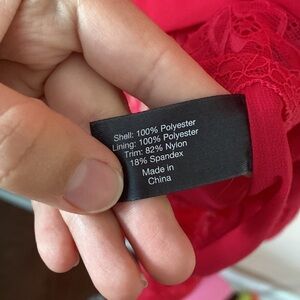 Shell: 100% Polyester
Lining: 100% Polyester
Trim: 82% Nylon
18% Spandex
Made in
China